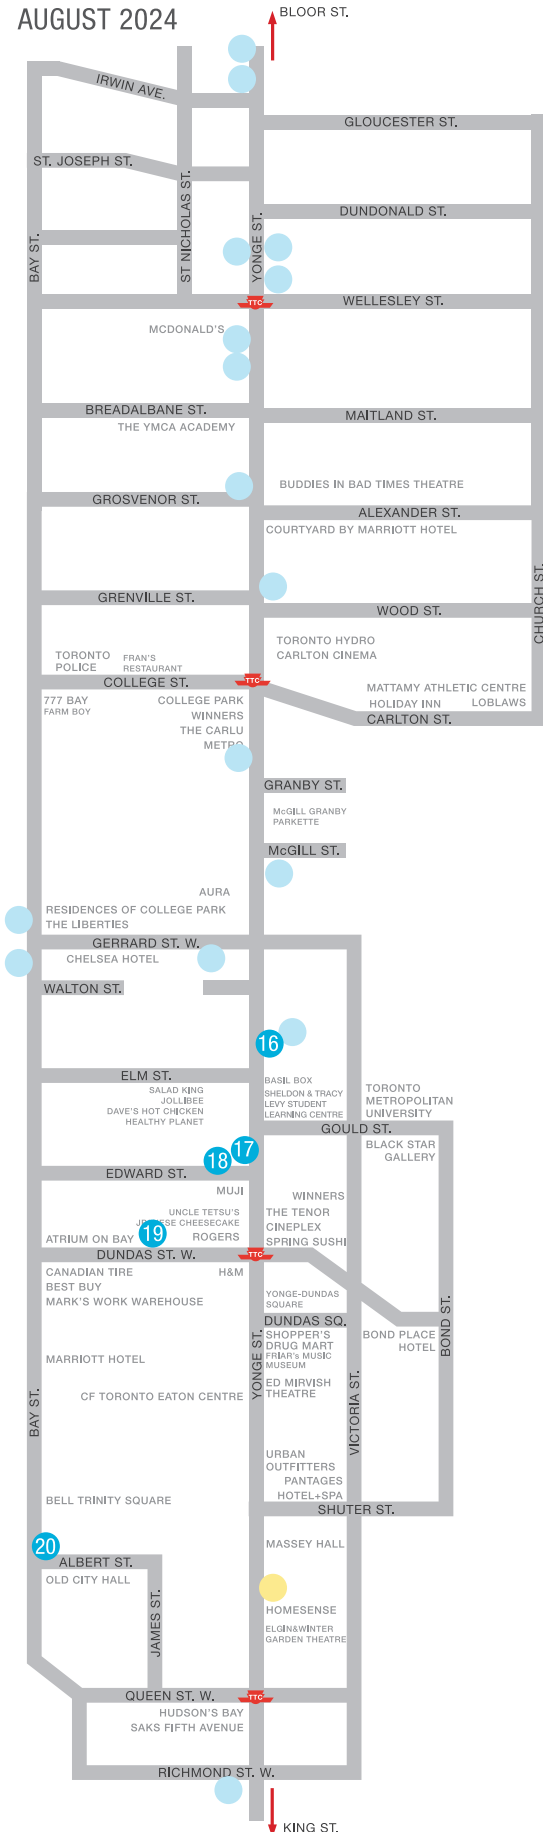 AUGUST 2024
BLOOR ST.
IRWIN AVE.
GLOUCESTER ST.
ST. JOSEPH ST.
ST NICHOLAS ST.
DUNDONALD ST.
BAY ST.
YONGE ST.
TTC
WELLESLEY ST.
MCDONALD'S
BREADALBANE ST.
MAITLAND ST.
THE YMCA ACADEMY
BUDDIES IN BAD TIMES THEATRE
GROSVENOR ST.
ALEXANDER ST.
COURTYARD BY MARRIOTT HOTEL
CHURCH ST.
GRENVILLE ST.
WOOD ST.
TORONTO HYDRO
CARLTON CINEMA
TORONTO
POLICE
FRAN'S
RESTAURANT
COLLEGE ST.
TTC
MATTAMY ATHLETIC CENTRE
HOLIDAY INN
LOBLAWS
CARLTON ST.
777 BAY
FARM BOY
COLLEGE PARK
WINNERS
THE CARLU
METRO
GRANBY ST.
McGILL GRANBY
PARKETTE
McGILL ST.
AURA
RESIDENCES OF COLLEGE PARK
THE LIBERTIES
GERRARD ST. W.
CHELSEA HOTEL
WALTON ST.
16
ELM ST.
BASIL BOX
SHELDON & TRACY
LEVY STUDENT
LEARNING CENTRE
TORONTO
METROPOLITAN
UNIVERSITY
SALAD KING
JOLLIBEE
DAVE'S HOT CHICKEN
HEALTHY PLANET
GOULD ST.
BLACK STAR
GALLERY
17
18
EDWARD ST.
MUJI
WINNERS
THE TENOR
CINEPLEX
SPRING SUSHI
UNCLE TETSU'S
CHEESECAKE
19
ATRIUM ON BAY
ROGERS
DUNDAS ST. W.
TTC
CANADIAN TIRE
BEST BUY
MARK'S WORK WAREHOUSE
H&M
YONGE-DUNDAS
SQUARE
DUNDAS SQ.
BOND ST.
SHOPPER'S
DRUG MART
FRIAR's MUSIC
MUSEUM
BOND PLACE
HOTEL
MARRIOTT HOTEL
YONGE ST.
ED MIRVISH
THEATRE
CF TORONTO EATON CENTRE
BAY ST.
VICTORIA ST.
URBAN
OUTFITTERS
PANTAGES
HOTEL+SPA
BELL TRINITY SQUARE
SHUTER ST.
MASSEY HALL
20
ALBERT ST.
OLD CITY HALL
JAMES ST.
HOMESENSE
ELGIN&WINTER
GARDEN THEATRE
QUEEN ST. W.
TTC
HUDSON'S BAY
SAKS FIFTH AVENUE
RICHMOND ST. W.
KING ST.